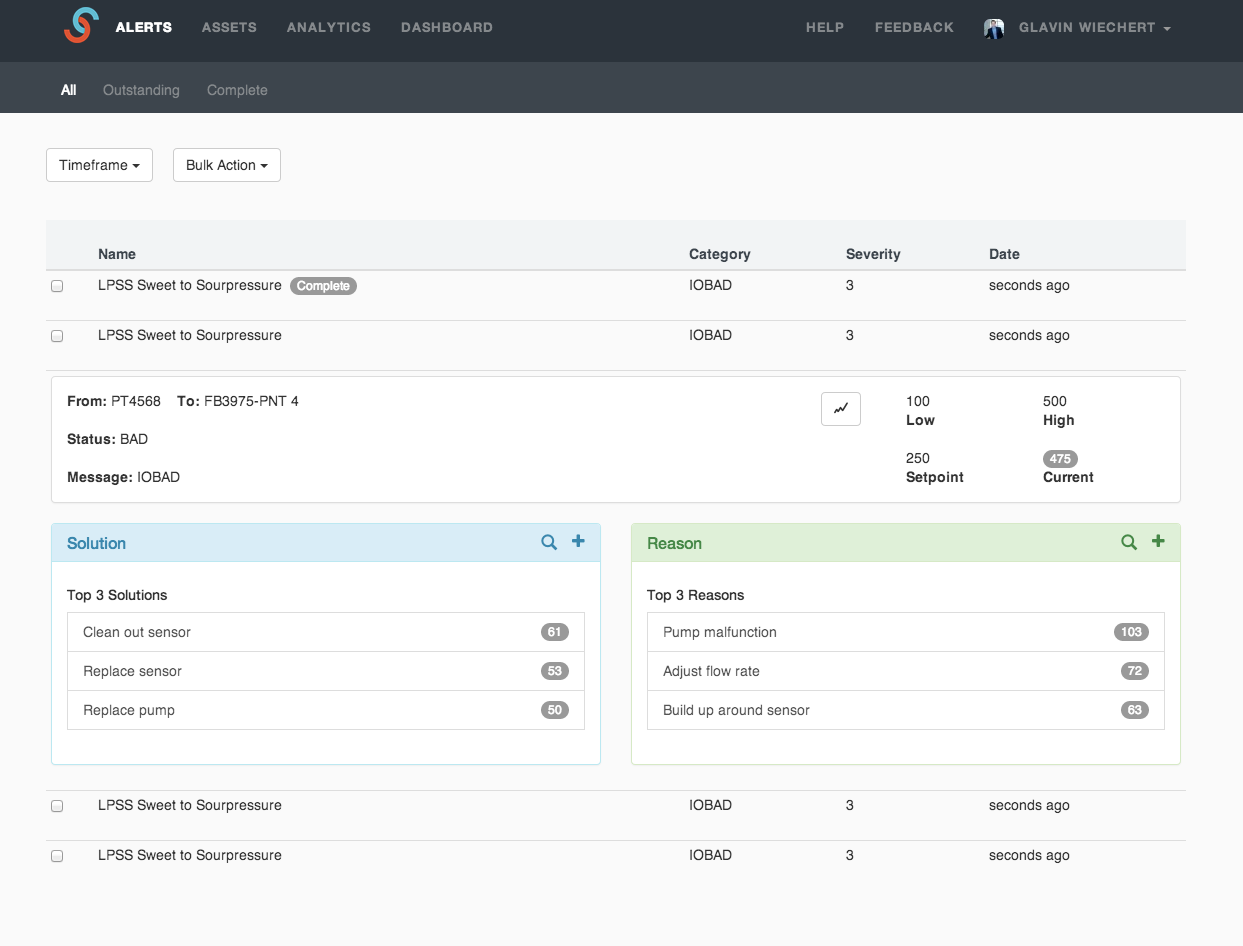 ALERTS ASSETS ANALYTICS DASHBOARD HELP FEEDBACK GLAVIN WIECHERT
All Outstanding Complete
Timeframe Bulk Action
Name Category Severity Date
LPSS Sweet to Sourpressure Complete IOBAD 3 seconds ago
LPSS Sweet to Sourpressure IOBAD 3 seconds ago
From: PT4568 To: FB3975-PNT 4 100 500
Low High
Status: BAD
250 475
Message: IOBAD Setpoint Current
Solution Reason
Top 3 Solutions Top 3 Reasons
Clean out sensor 61 Pump malfunction 103
Replace sensor 53 Adjust flow rate 72
Replace pump 50 Build up around sensor 63
LPSS Sweet to Sourpressure IOBAD 3 seconds ago
LPSS Sweet to Sourpressure IOBAD 3 seconds ago